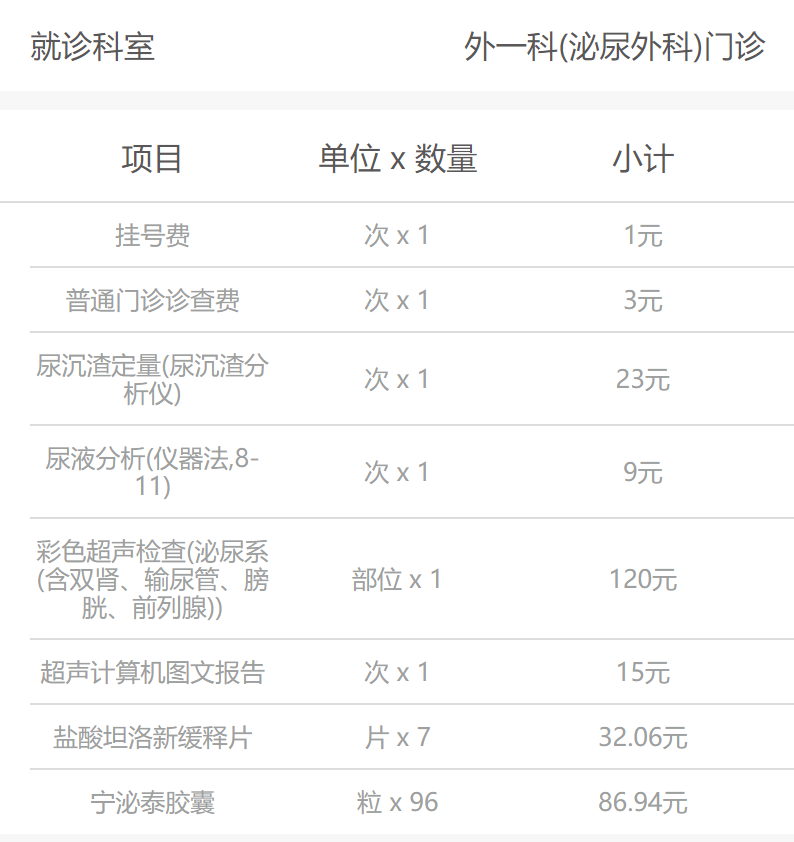 就诊科室 外一科(泌尿外科)门诊
项目 单位 x 数量 小计
挂号费 次 x 1 1元
普通门诊诊查费 次 x 1 3元
尿沉渣定量(尿沉渣分
析仪) 次 x 1 23元
尿液分析(仪器法,8-
11) 次 x 1 9元
彩色超声检查(泌尿系
(含双肾、输尿管、膀 部位 x 1 120元
胱、前列腺))
超声计算机图文报告 次 x 1 15元
盐酸坦洛新缓释片 片 x 7 32.06元
宁泌泰胶囊 粒 x 96 86.94元